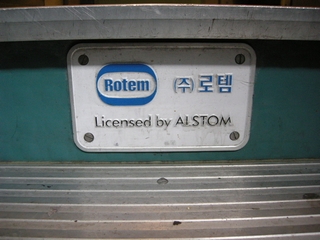 Rotem (주)로템
Licensed by ALSTOM